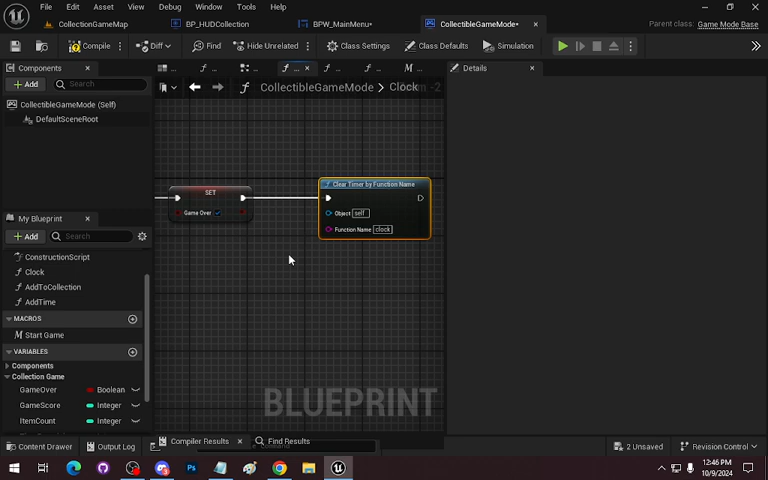 File Edit Asset View Debug Window Tools Help
CollectionGameMap BP_HUDCollection BPW_MainMenu* CollectibleGameMode* Parent class: Game Mode Base
Compile Diff Find Hide Unrelated Class Settings Class Defaults Simulation
Components Details
Add Search CollectibleGameMode > Clock
CollectibleGameMode (Self)
DefaultSceneRoot
SET Clear Timer by Function Name
Game Over Object self
Function Name clock
My Blueprint
Add Search
ConstructionScript
Clock
AddToCollection
AddTime
MACROS
Start Game
VARIABLES
Components
Collection Game
GameOver Boolean
GameScore Integer
ItemCount Integer
BLUEPRINT
Compiler Results Find Results
Content Drawer Output Log 2 Unsaved Revision Control
12:46 PM
10/9/2024